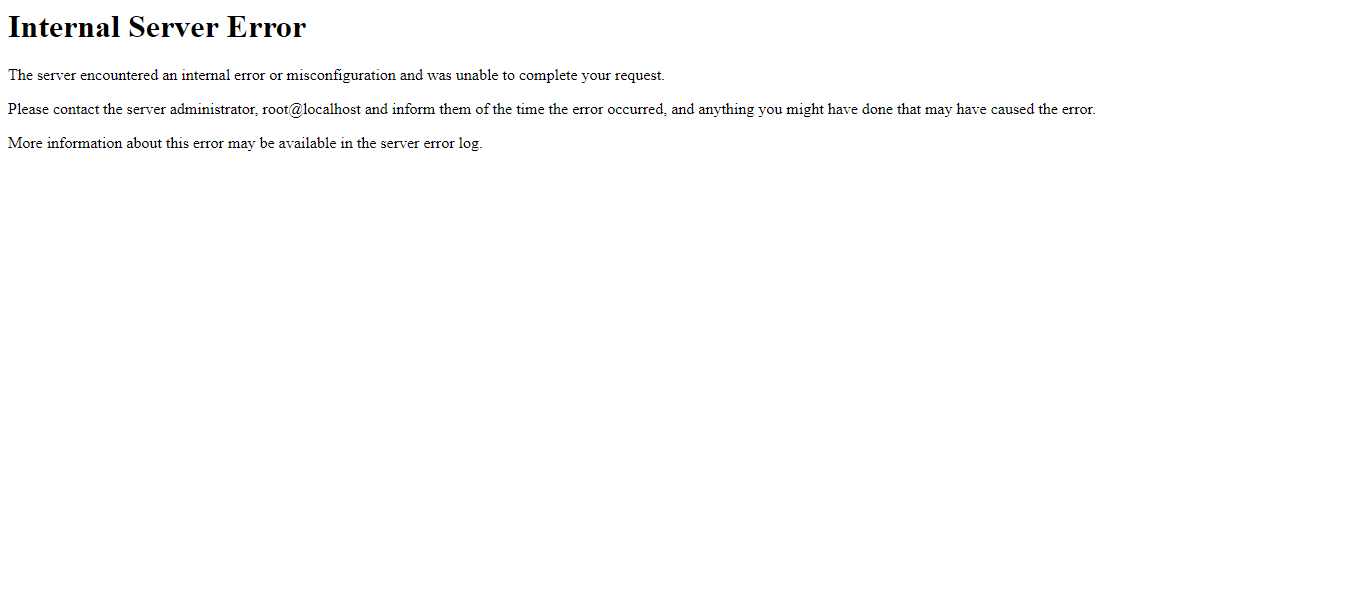 Internal Server Error
The server encountered an internal error or misconfiguration and was unable to complete your request.
Please contact the server administrator, root@localhost and inform them of the time the error occurred, and anything you might have done that may have caused the error.
More information about this error may be available in the server error log.